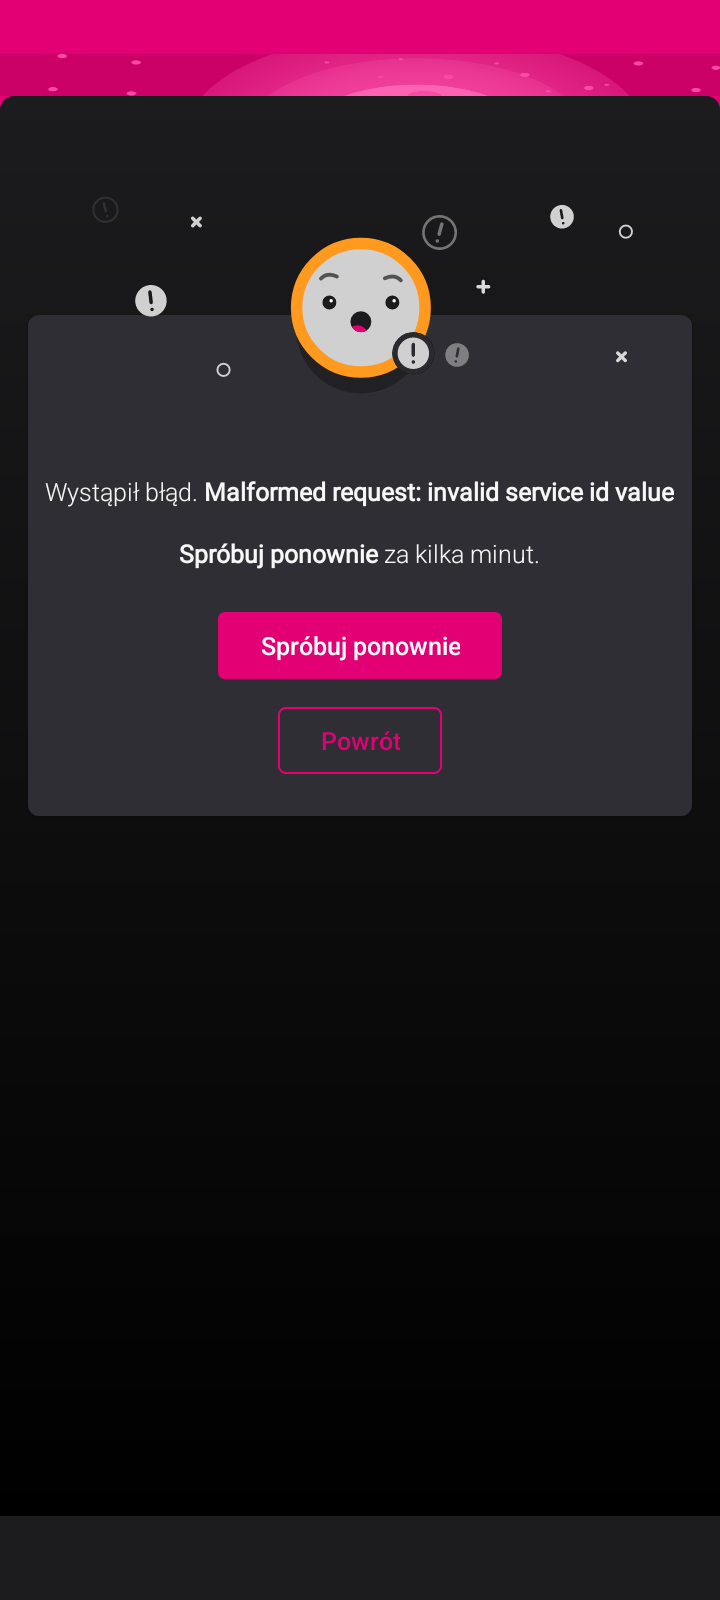 Wystąpił błąd. Malformed request: invalid service id value
Spróbuj ponownie za kilka minut.
Spróbuj ponownie
Powrót